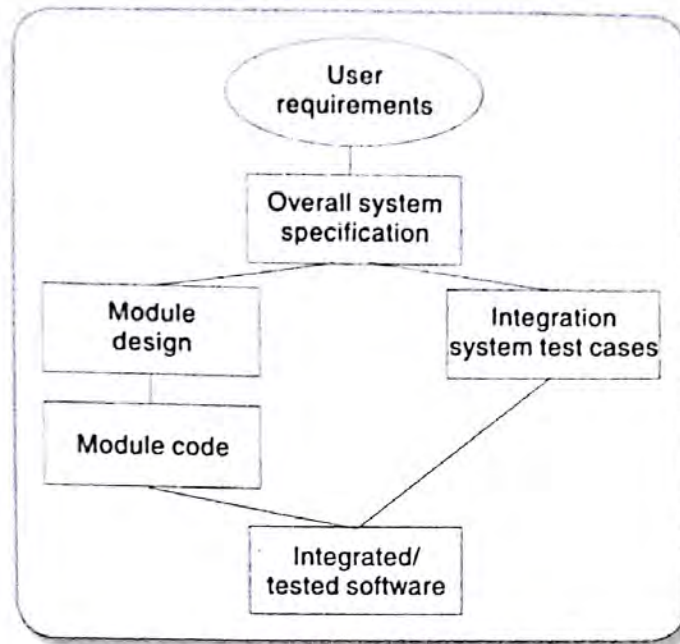 User
requirements
Overall system
specification
Module
design
Integration
system test cases
Module code
Integrated/
tested software